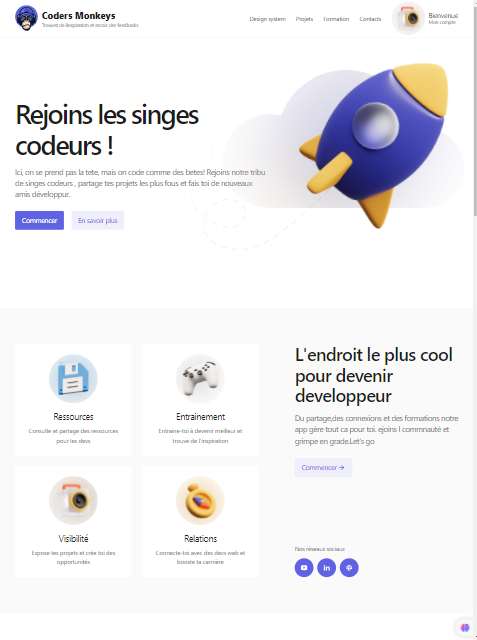 Coders Monkeys
Trouvez de l'inspiration et recois des feedbacks
Design system Projets Formation Contacts
Bienvenue
Mon compte
Rejoins les singes
codeurs !
Ici, on se prend pas la tete, mais on code comme des betes! Rejoins notre tribu
de singes codeurs , partage tes projets les plus fous et fais toi de nouveaux
amis développur.
Commencer En savoir plus
Ressources
Consulte et partage des ressources
pour les devs
Entrainement
Entraine-toi à devenir meilleur et
trouve de l'inspiration
Visibilité
Expose tes projets et crée toi des
opportunités
Relations
Connecte-toi avec des devs web et
booste ta carrière
L'endroit le plus cool
pour devenir
developpeur
Du partage,des connexions et des formations notre
app gère tout ca pour toi. ejoins l commnauté et
grimpe en grade.Let's go
Commencer →
Nos réseaux sociaux